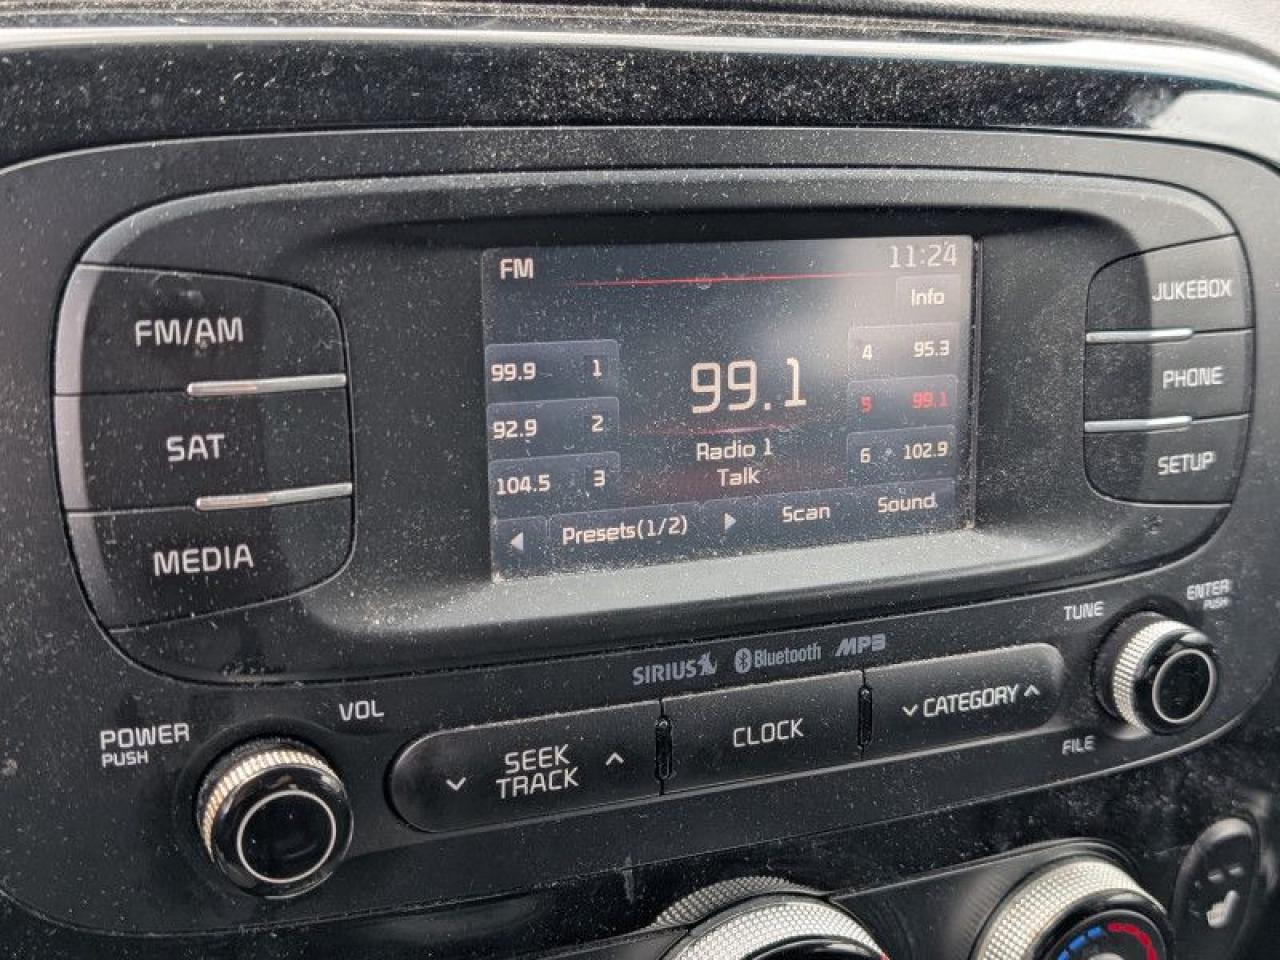 FM
11:24
Info
99.9 1
92.9 2
104.5 3
99.1
Radio 1
Talk
4 95.3
5 99.1
6 102.9
Presets(1/2)
Scan
Sound
FM/AM
SAT
MEDIA
JUKEBOX
PHONE
SETUP
SIRIUS
Bluetooth
MP3
POWER
PUSH
VOL
SEEK
TRACK
CLOCK
CATEGORY
TUNE
FILE
ENTER
PUSH